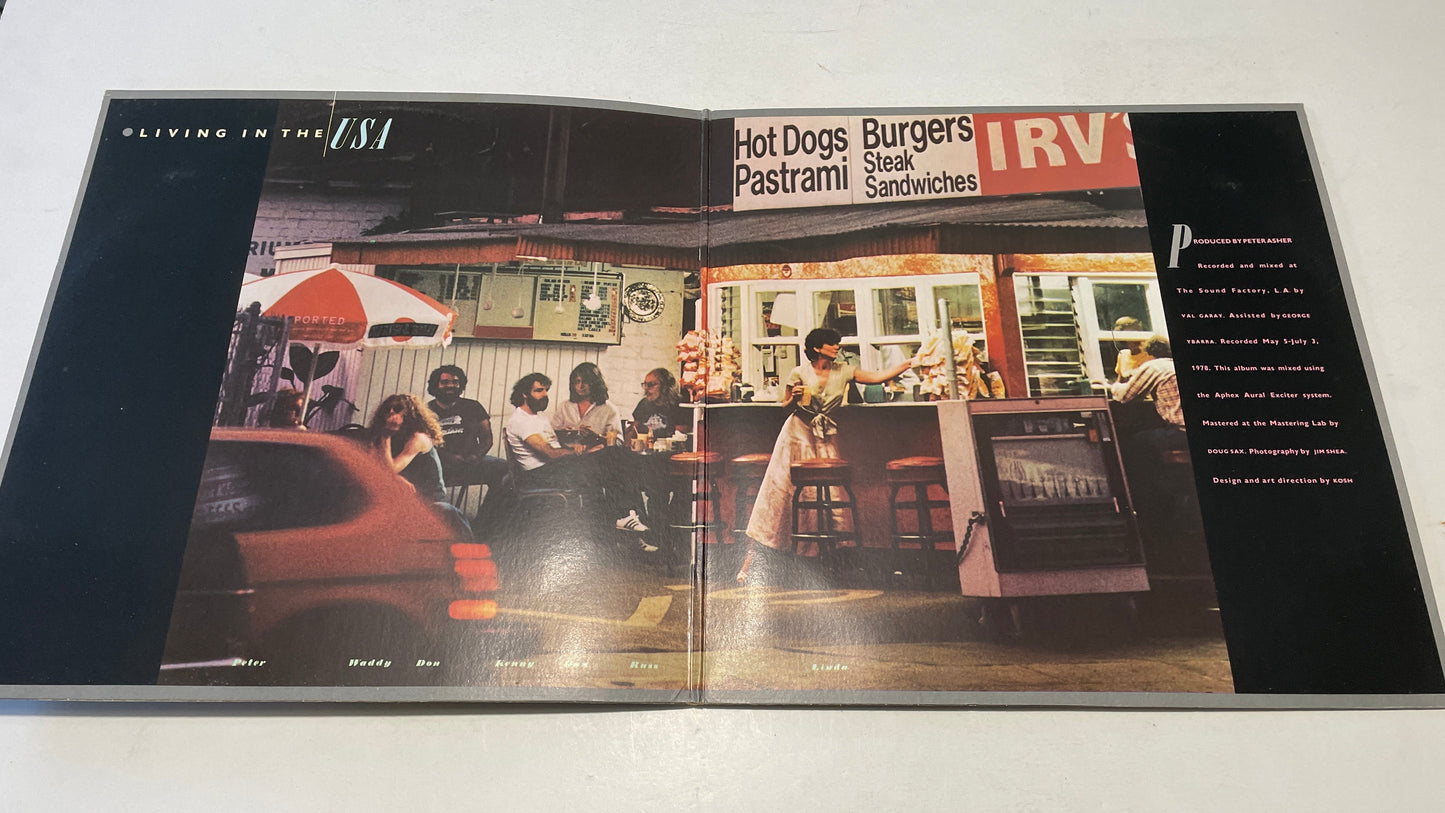 LIVING IN THE USA
Hot Dogs
Pastrami
Burgers
Steak
Sandwiches
IRV'S
RIU
PORTED
PRODUCED BY PETER ASHER
Recorded and mixed at
The Sound Factory, L.A. by
VAL GARAY. Assisted by GEORGE
YBARRA. Recorded May 5-July 3,
1978. This album was mixed using
the Aphex Aural Exciter system.
Mastered at the Mastering Lab by
DOUG SAX. Photography by JIM SHEA.
Design and art direction by KOSH
Peter Waddy Don Kenny Dan Russ Linda